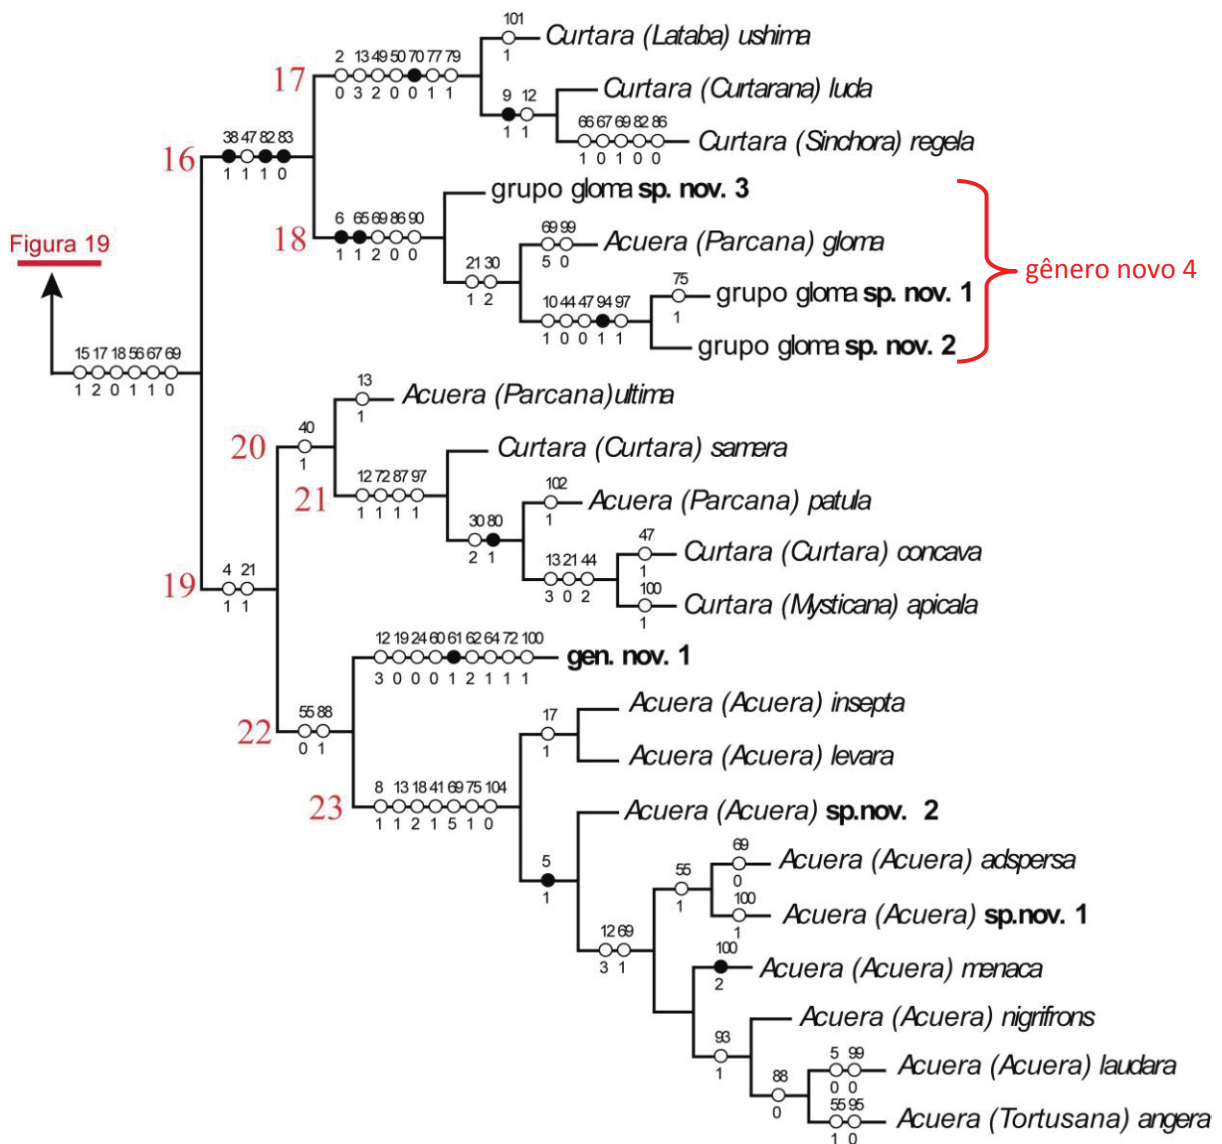 101
Curtara (Lataba) ushima
1
2 13 49 50 70 77 79
17
0 3 2 0 0 1 1
9 12
Curtara (Curtarana) luda
1 1
66 67 69 82 86
Curtara (Sinchora) regela
1 0 1 0 0
38 47 82 83
16
1 1 1 0
grupo gloma sp. nov. 3
6 65 69 86 90
18
1 1 2 0 0
69 99
Acuera (Parcana) gloma
5 0
21 30
1 2
75
grupo gloma sp. nov. 1
1
10 44 47 94 97
1 0 0 1 1
grupo gloma sp. nov. 2
gênero novo 4
Figura 19
15 17 18 56 67 69
1 2 0 1 1 0
13
Acuera (Parcana)ultima
1
40
20
1
Curtara (Curtara) samera
12 72 87 97
21
1 1 1 1
102
Acuera (Parcana) patula
1
30 80
2 1
47
Curtara (Curtara) concava
1
13 21 44
3 0 2
100
Curtara (Mysticana) apicala
1
4 21
19
1 1
12 19 24 60 61 62 64 72 100
gen. nov. 1
3 0 0 0 1 2 1 1 1
55 88
22
0 1
Acuera (Acuera) insepta
17
1
Acuera (Acuera) levara
8 13 18 41 69 75 104
23
1 1 2 1 5 1 0
Acuera (Acuera) sp.nov. 2
5
1
69
Acuera (Acuera) adspersa
0
55
1
100
Acuera (Acuera) sp.nov. 1
1
12 69
3 1
100
Acuera (Acuera) menaca
2
Acuera (Acuera) nigrifrons
93
1
5 99
Acuera (Acuera) laudara
0 0
88
0
55 95
Acuera (Tortusana) angera
1 0